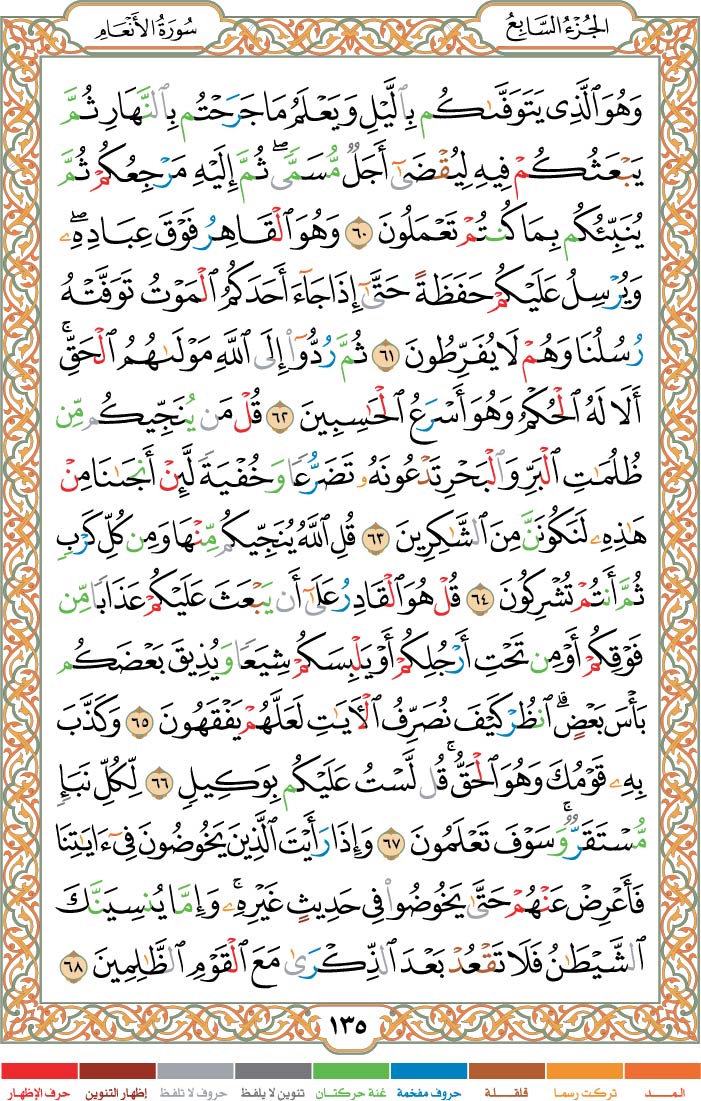 الجُزْءُ السَّابِعُ
سُورَةُ الأَنْعَام
وَهُوَ ٱلَّذِى يَتَوَفَّىٰكُم بِٱلَّيْلِ وَيَعْلَمُ مَا جَرَحْتُم بِٱلنَّهَارِ ثُمَّ
يَبْعَثُكُمْ فِيهِ لِيُقْضَىٰٓ أَجَلٌ مُّسَمًّى ۖ ثُمَّ إِلَيْهِ مَرْجِعُكُمْ ثُمَّ
يُنَبِّئُكُم بِمَا كُنتُمْ تَعْمَلُونَ ٦٠ وَهُوَ ٱلْقَاهِرُ فَوْقَ عِبَادِهِۦ ۖ
وَيُرْسِلُ عَلَيْكُمْ حَفَظَةً حَتَّىٰٓ إِذَا جَآءَ أَحَدَكُمُ ٱلْمَوْتُ تَوَفَّتْهُ
رُسُلُنَا وَهُمْ لَا يُفَرِّطُونَ ٦١ ثُمَّ رُدُّوٓا۟ إِلَى ٱللَّهِ مَوْلَىٰهُمُ ٱلْحَقِّ ۚ
أَلَا لَهُ ٱلْحُكْمُ وَهُوَ أَسْرَعُ ٱلْحَٰسِبِينَ ٦٢ قُلْ مَن يُنَجِّيكُم مِّن
ظُلُمَٰتِ ٱلْبَرِّ وَٱلْبَحْرِ تَدْعُونَهُۥ تَضَرُّعًا وَخُفْيَةً لَّئِنْ أَنجَىٰنَا مِنْ
هَٰذِهِۦ لَنَكُونَنَّ مِنَ ٱلشَّٰكِرِينَ ٦٣ قُلِ ٱللَّهُ يُنَجِّيكُم مِّنْهَا وَمِن كُلِّ كَرْبٍ
ثُمَّ أَنتُمْ تُشْرِكُونَ ٦٤ قُلْ هُوَ ٱلْقَادِرُ عَلَىٰٓ أَن يَبْعَثَ عَلَيْكُمْ عَذَابًا مِّن
فَوْقِكُمْ أَوْ مِن تَحْتِ أَرْجُلِكُمْ أَوْ يَلْبِسَكُمْ شِيَعًا وَيُذِيقَ بَعْضَكُم
بَأْسَ بَعْضٍ ۗ ٱنظُرْ كَيْفَ نُصَرِّفُ ٱلْءَايَٰتِ لَعَلَّهُمْ يَفْقَهُونَ ٦٥ وَكَذَّبَ
بِهِۦ قَوْمُكَ وَهُوَ ٱلْحَقُّ ۚ قُل لَّسْتُ عَلَيْكُم بِوَكِيلٍ ٦٦ لِّكُلِّ نَبَإٍ
مُّسْتَقَرٌّ ۚ وَسَوْفَ تَعْلَمُونَ ٦٧ وَإِذَا رَأَيْتَ ٱلَّذِينَ يَخُوضُونَ فِىٓ ءَايَٰتِنَا
فَأَعْرِضْ عَنْهُمْ حَتَّىٰ يَخُوضُوا۟ فِى حَدِيثٍ غَيْرِهِۦ ۚ وَإِمَّا يُنسِيَنَّكَ
ٱلشَّيْطَٰنُ فَلَا تَقْعُدْ بَعْدَ ٱلذِّكْرَىٰ مَعَ ٱلْقَوْمِ ٱلظَّٰلِمِينَ ٦٨
١٣٥
المـــد تركت رسما قلقـلة حروف مفخمة غنة حركتان تنوين لا يلفظ حروف لا تلفظ إظهار التنوين حرف الإظهار